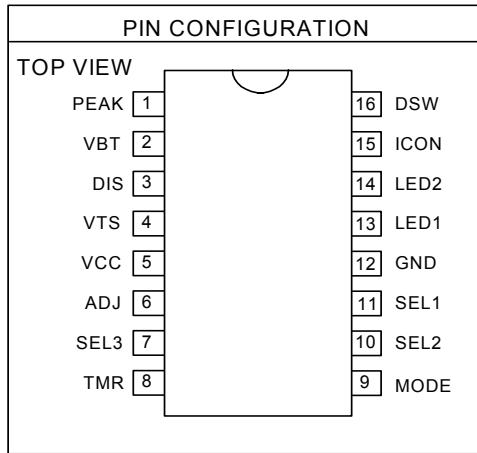 PIN CONFIGURATION
TOP VIEW
PEAK 1 16 DSW
VBT 2 15 ICON
DIS 3 14 LED2
VTS 4 13 LED1
VCC 5 12 GND
ADJ 6 11 SEL1
SEL3 7 10 SEL2
TMR 8 9 MODE